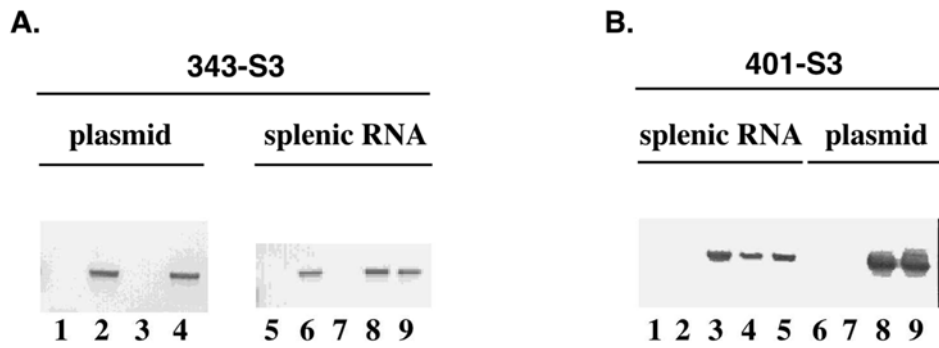 A.
343-S3
plasmid splenic RNA
1 2 3 4 5 6 7 8 9
B.
401-S3
splenic RNA plasmid
1 2 3 4 5 6 7 8 9